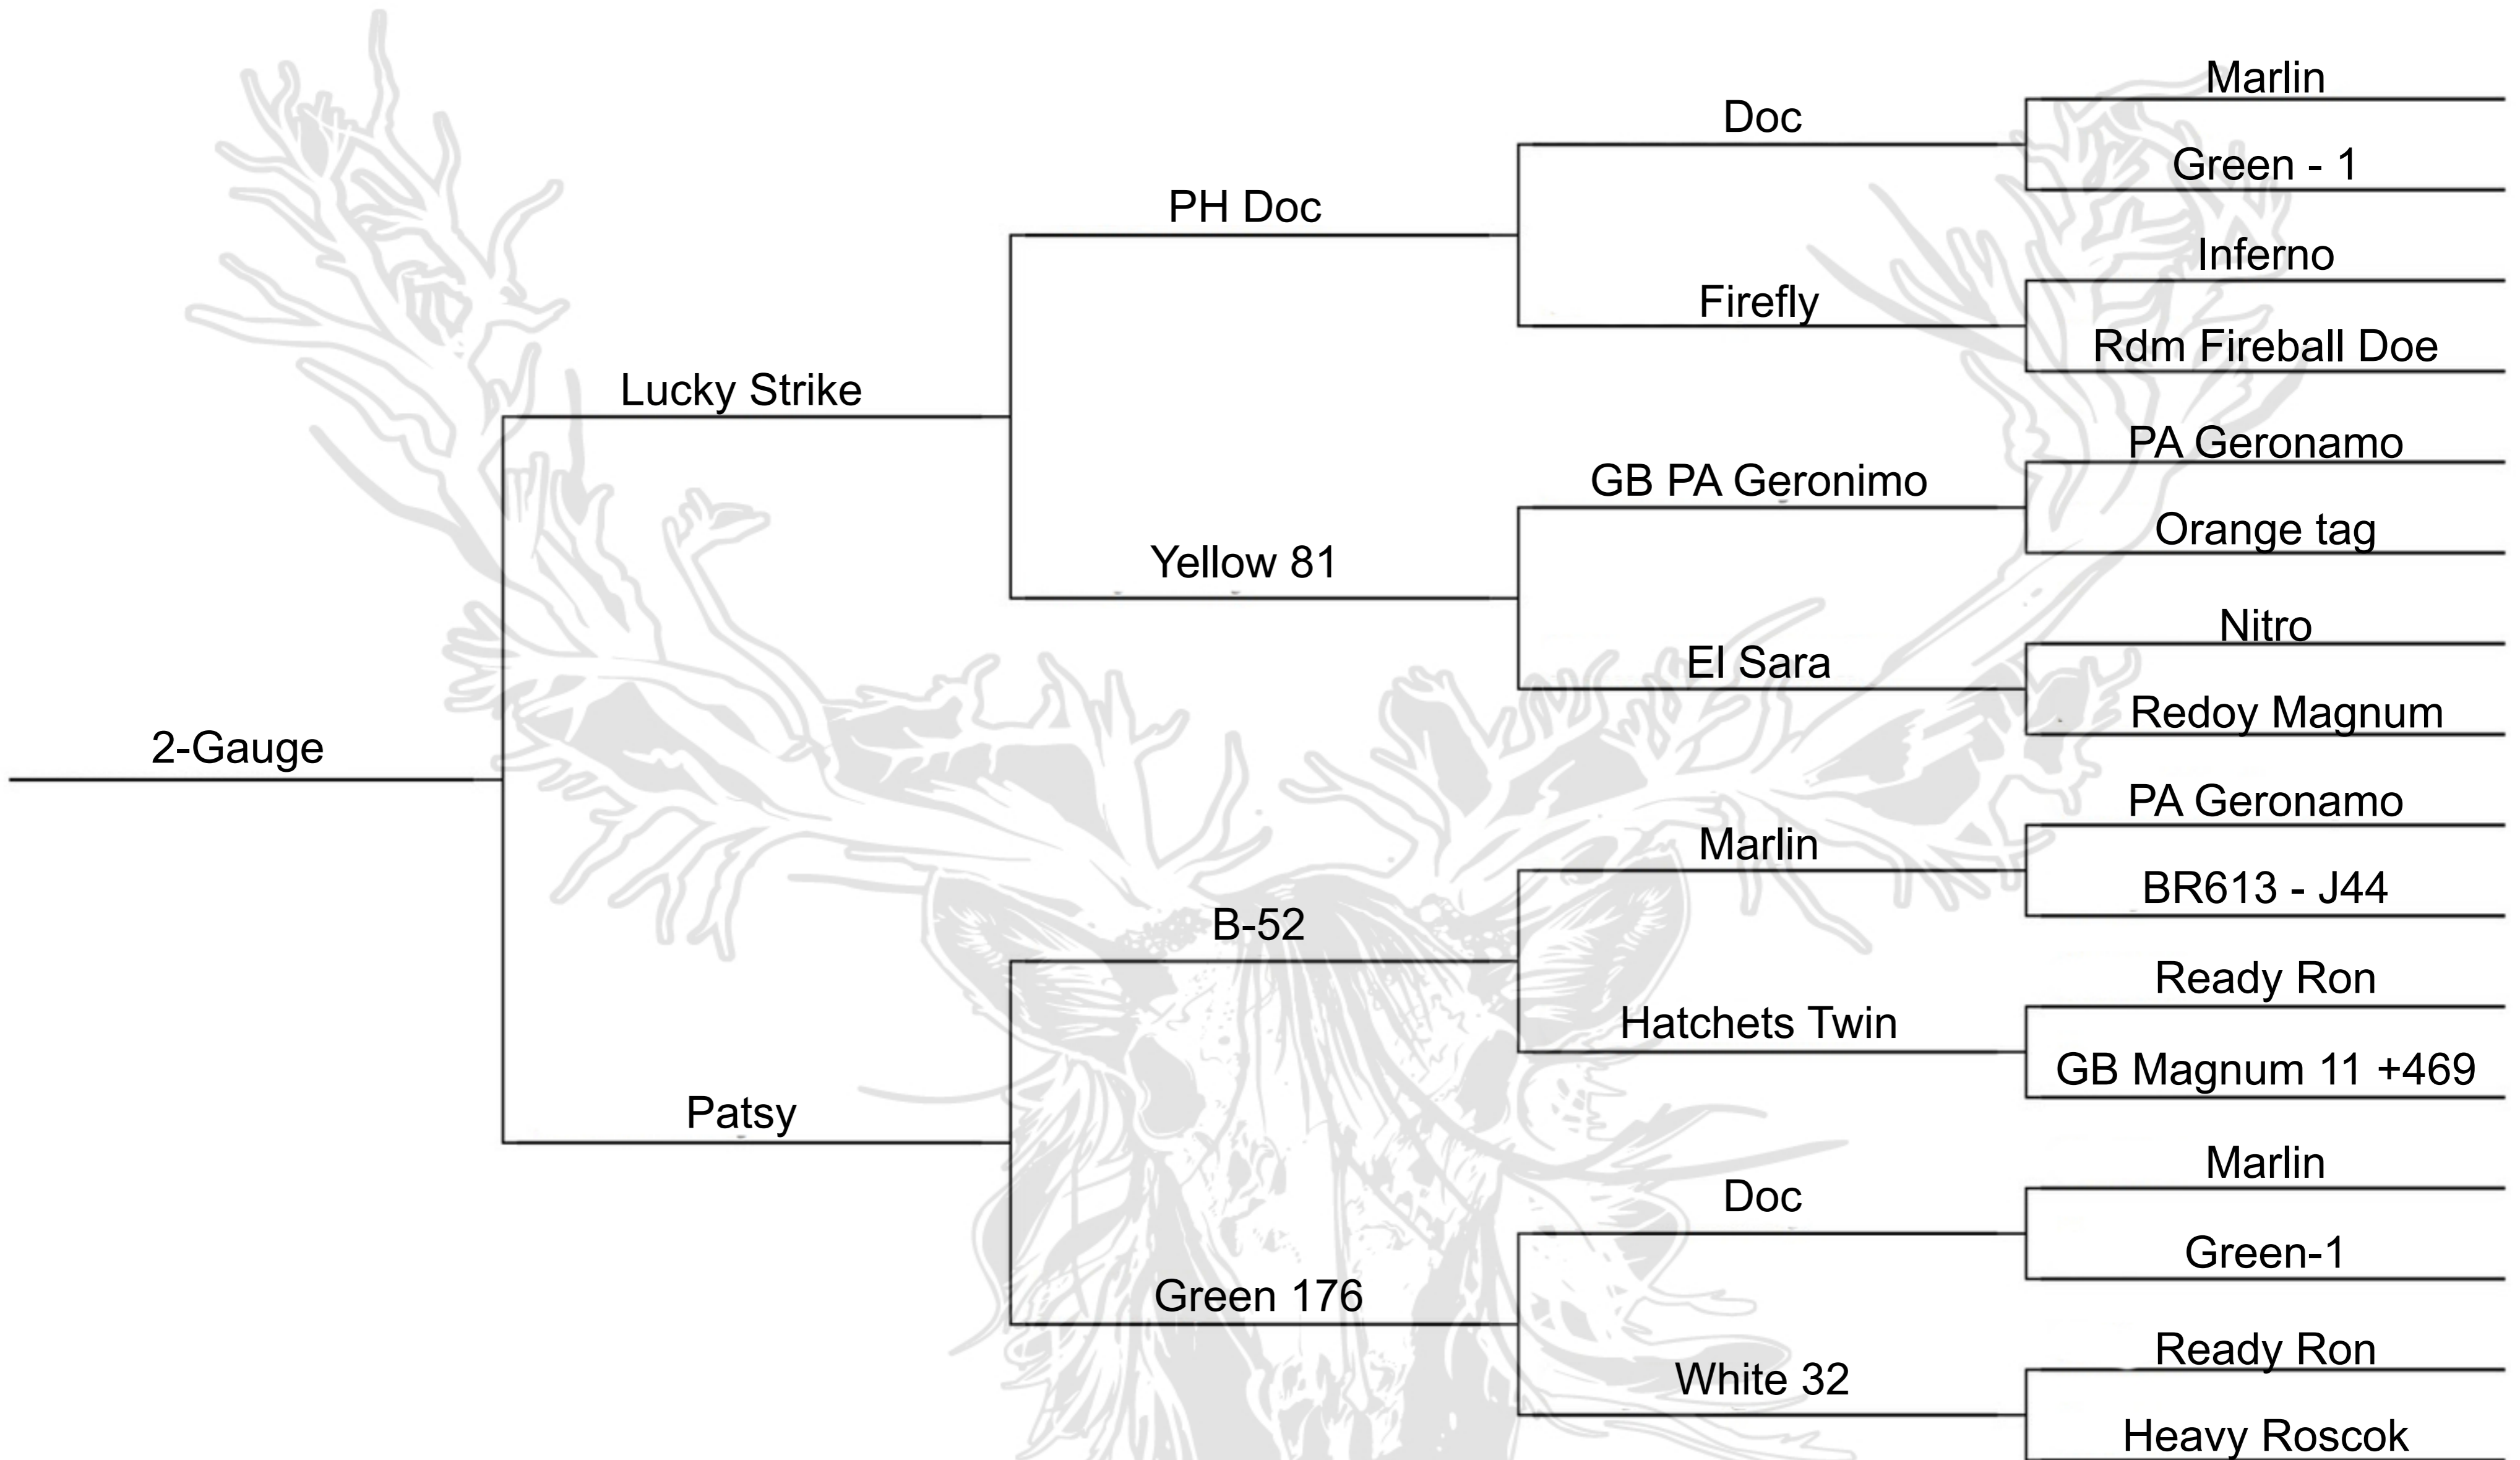 Marlin
Doc
Green - 1
PH Doc
Inferno
Firefly
Rdm Fireball Doe
Lucky Strike
PA Geronamo
GB PA Geronimo
Orange tag
Yellow 81
Nitro
El Sara
Redoy Magnum
2-Gauge
PA Geronamo
Marlin
BR613 - J44
B-52
Ready Ron
Hatchets Twin
GB Magnum 11 +469
Patsy
Marlin
Doc
Green-1
Green 176
Ready Ron
White 32
Heavy Roscok